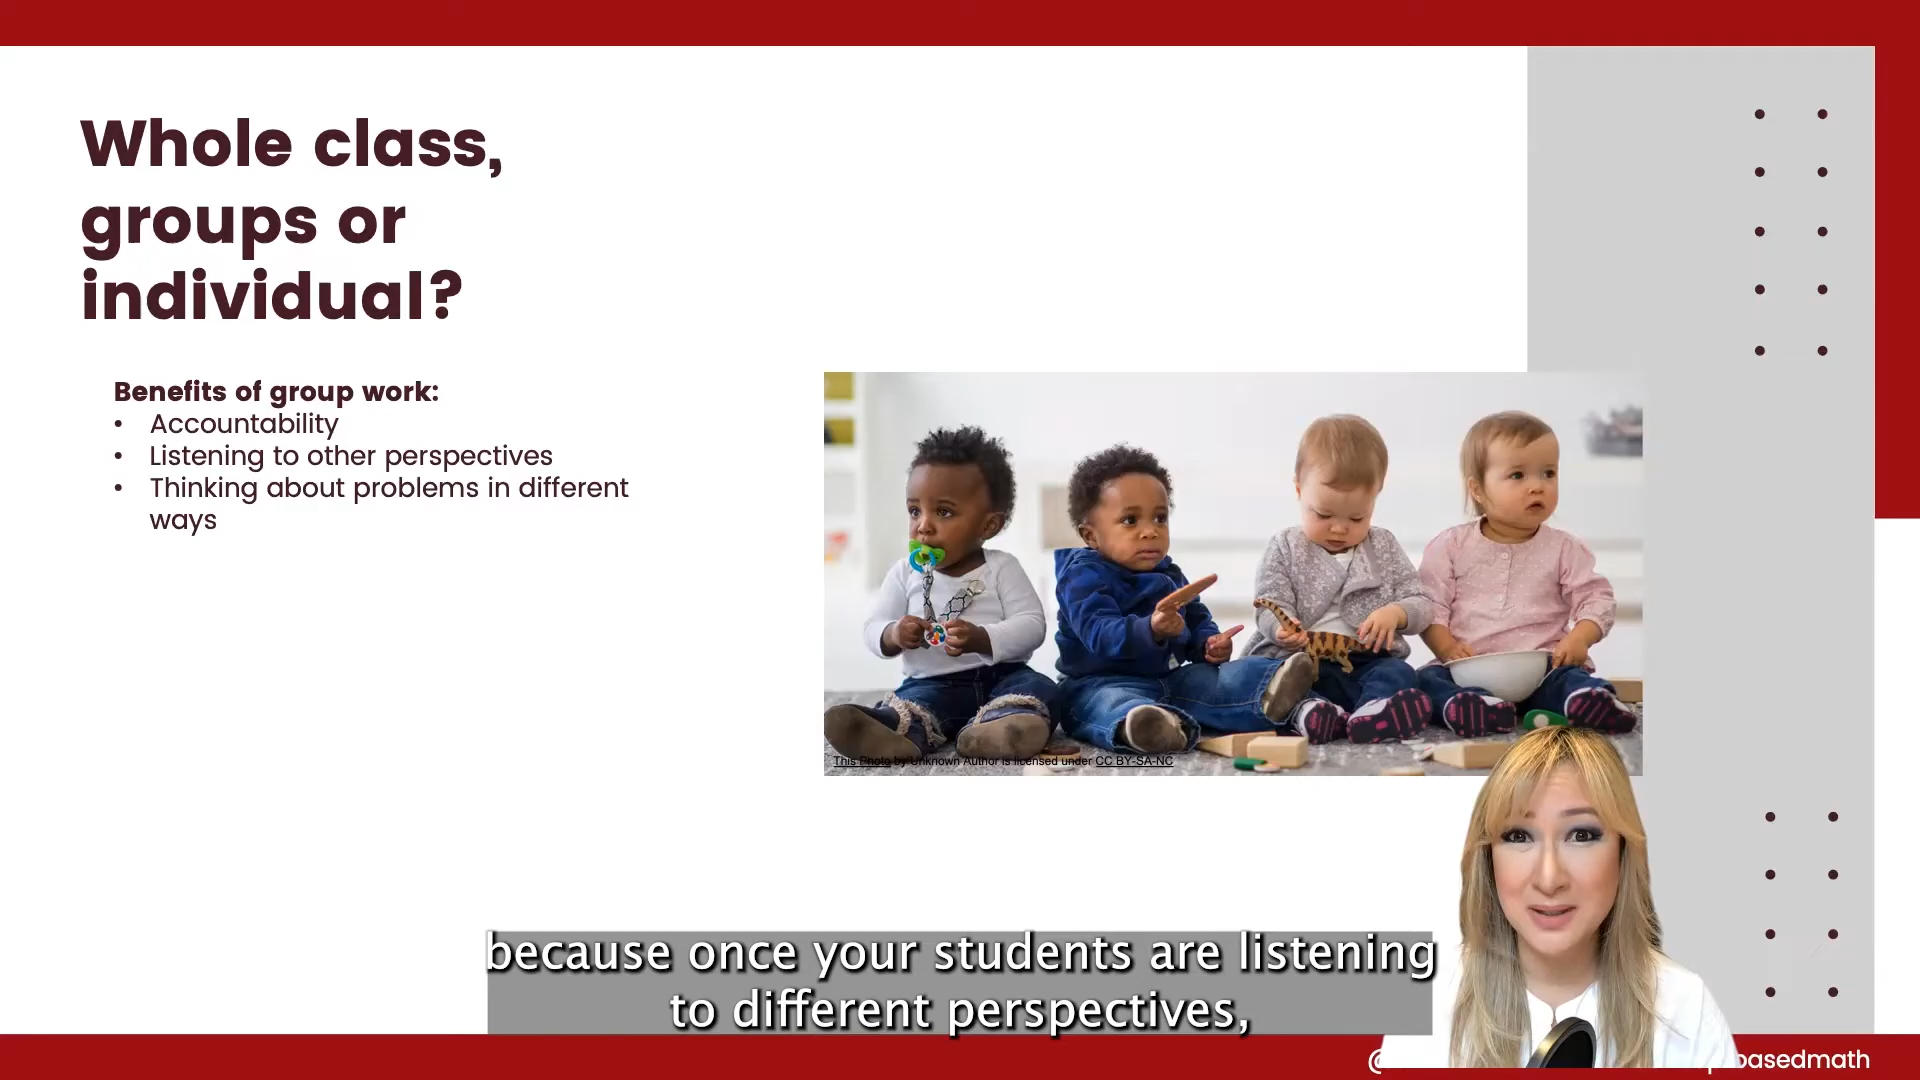 Whole class,
groups or
individual?
Benefits of group work:
• Accountability
• Listening to other perspectives
• Thinking about problems in different
ways
This Photo by Unknown Author is licensed under CC BY-SA-NC
because once your students are listening
to different perspectives,